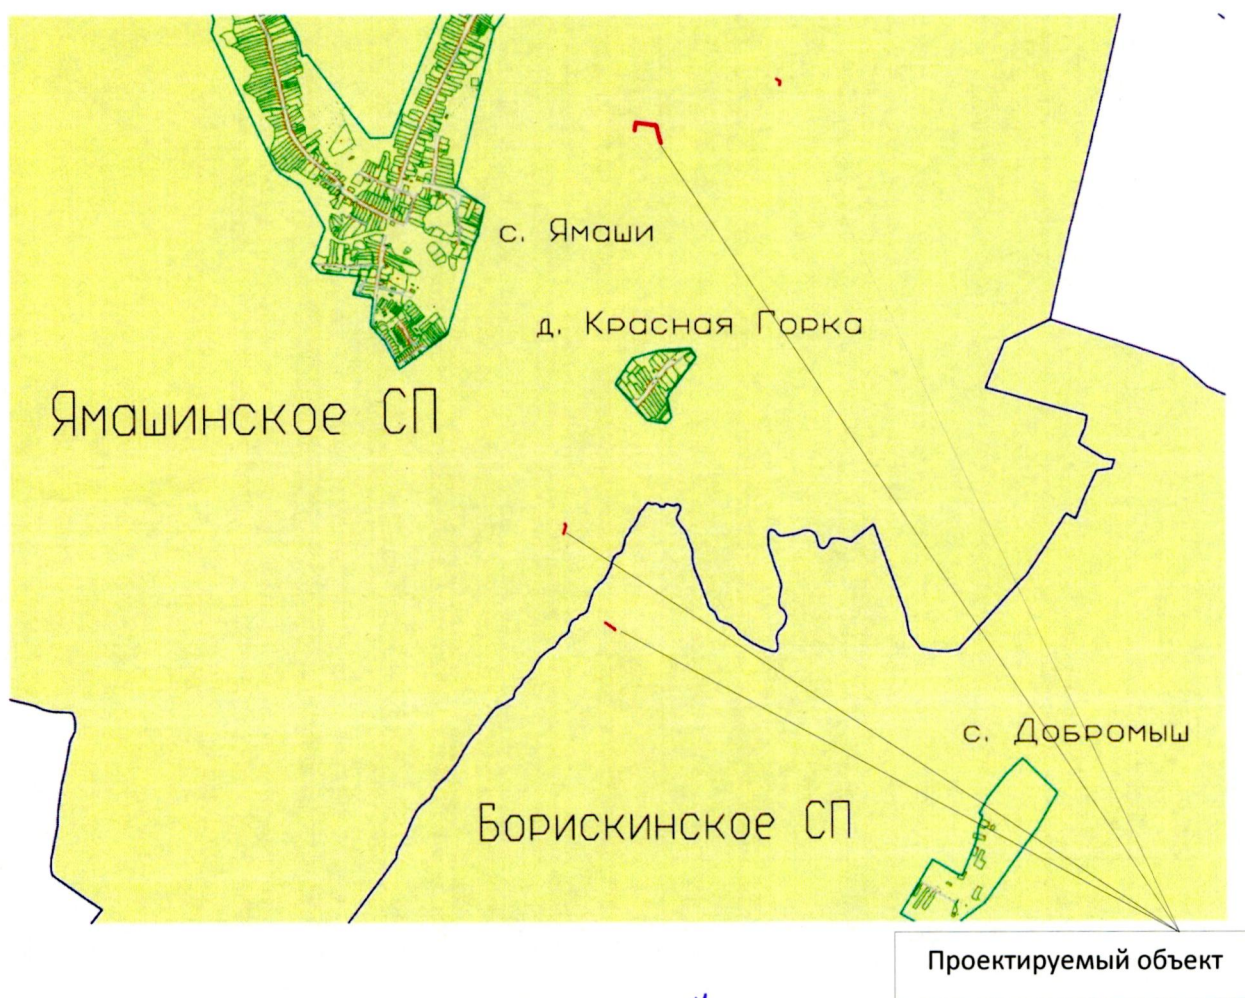 с. Ямаши
д. Красная Горка
Ямашинское СП
с. Добромыш
Борискинское СП
Проектируемый объект